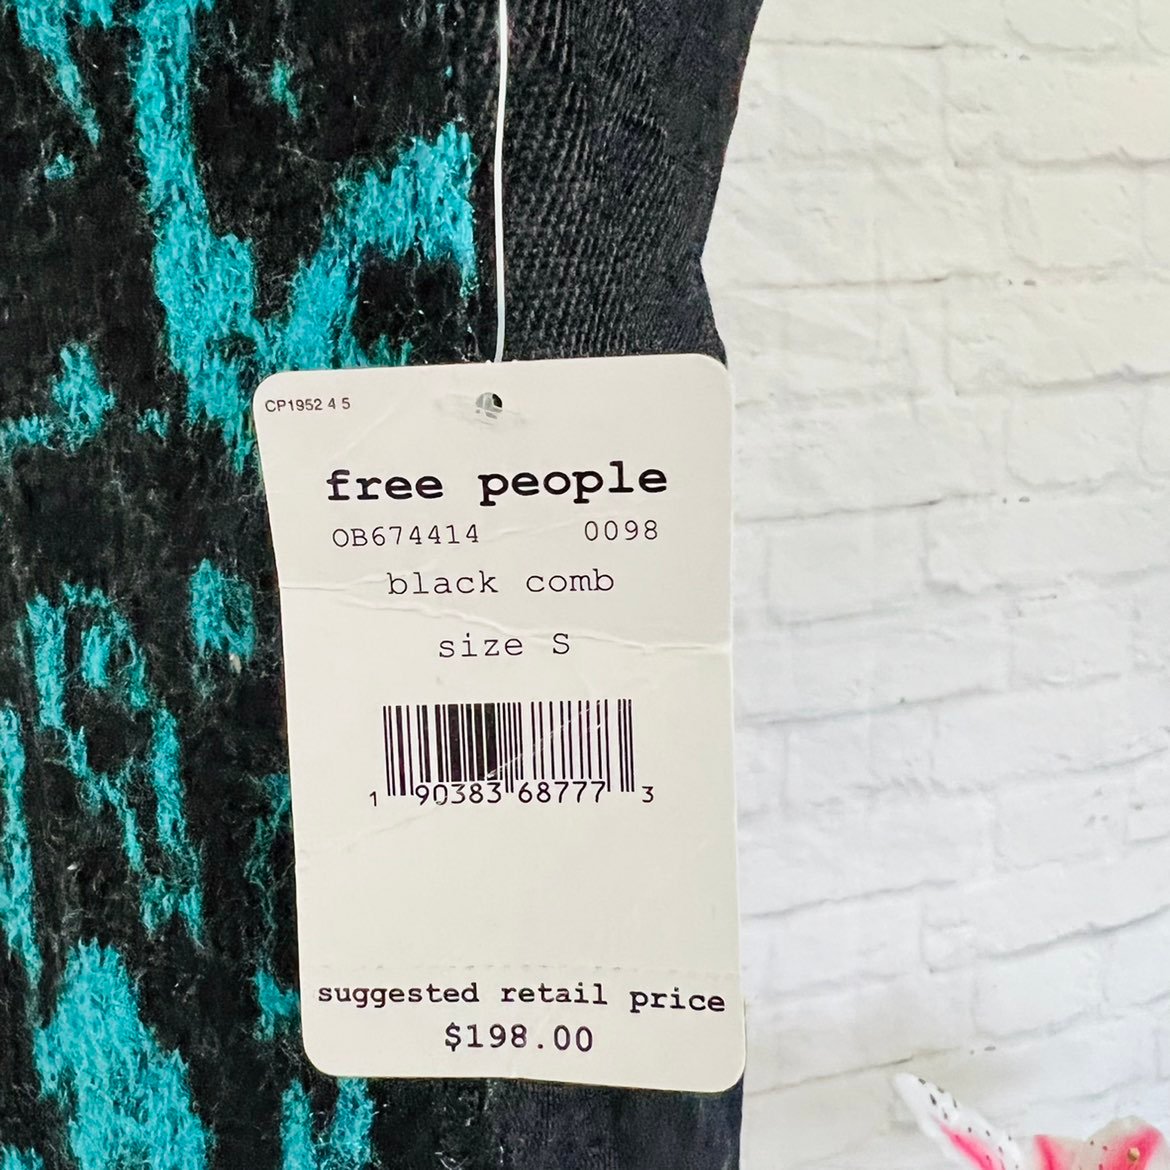 CP1952 4 5
free people
OB674414 0098
black comb
size S
1 90383 68777 3
suggested retail price
$198.00